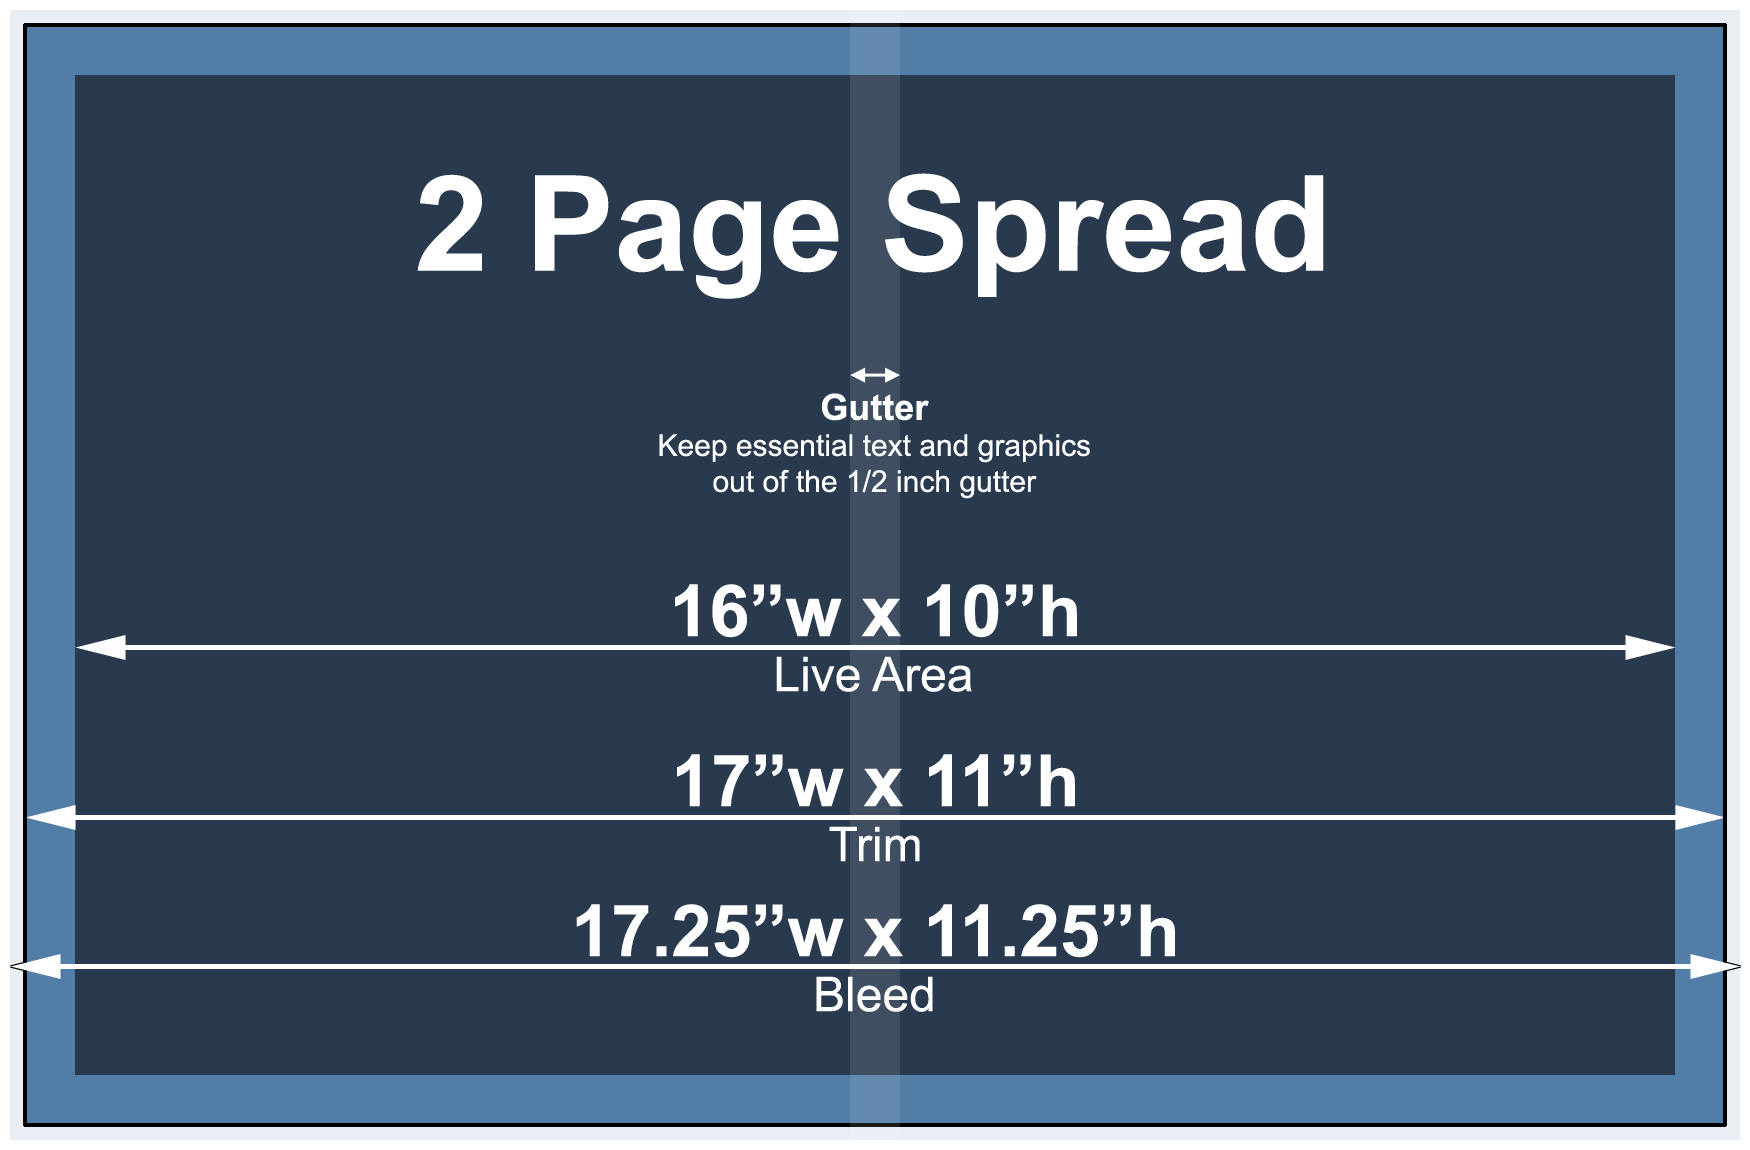 2 Page Spread
Gutter
Keep essential text and graphics
out of the 1/2 inch gutter
16”w x 10”h
Live Area
17”w x 11”h
Trim
17.25”w x 11.25”h
Bleed